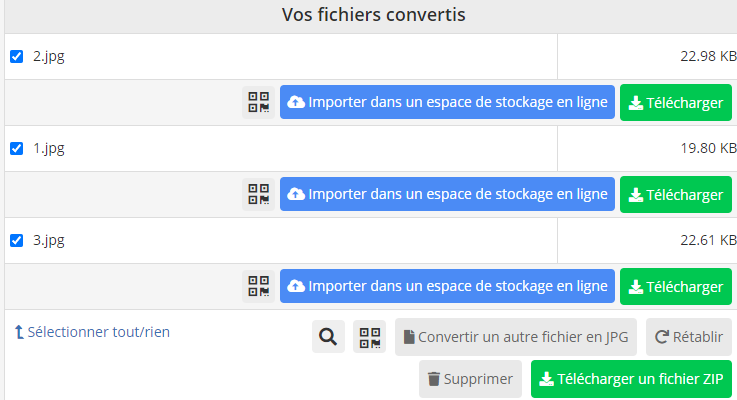 Vos fichiers convertis
2.jpg 22.98 KB
Importer dans un espace de stockage en ligne Télécharger
1.jpg 19.80 KB
Importer dans un espace de stockage en ligne Télécharger
3.jpg 22.61 KB
Importer dans un espace de stockage en ligne Télécharger
Sélectionner tout/rien Convertir un autre fichier en JPG Rétablir
Supprimer Télécharger un fichier ZIP